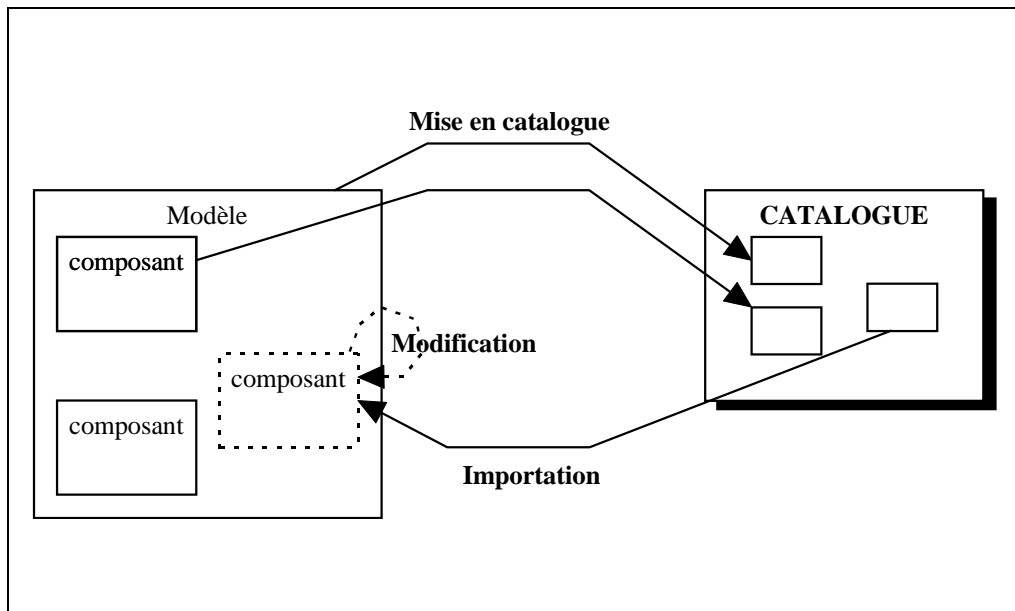 Mise en catalogue
Modèle
CATALOGUE
composant
Modification
composant
composant
Importation